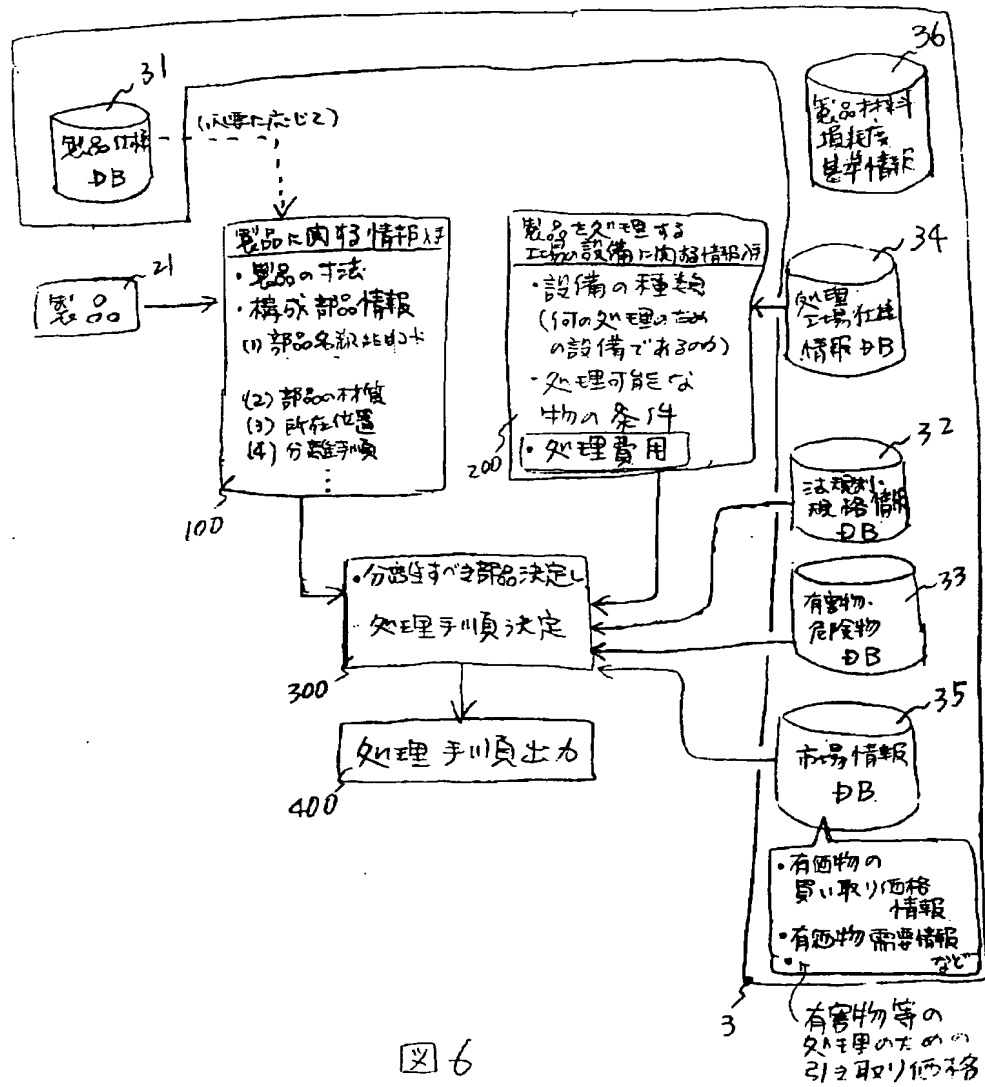 31
製品仕様
DB
(必要に応じて)
36
製品材料
損耗度
基準情報
21
製品
製品に関する情報入手
・製品の寸法
・構成部品情報
(1) 部品名称
(2) 部品の材質
(3) 所在位置
(4) 分離手順
⋮
100
製品を処理する
工場の設備に関する情報入手
・設備の種類
(何の処理のため
の設備であるのか)
・処理可能な
物の条件
・処理費用
200
34
処理
工場仕様
情報DB
32
法規制・
規格情報
DB
33
有害物・
危険物
DB
・分離すべき部品決定し
処理手順決定
300
処理手順出力
400
35
市場情報
DB
・有価物の
買い取り価格
情報
・有価物需要情報
・ など
3
有害物等の
処理のための
引き取り価格
図6